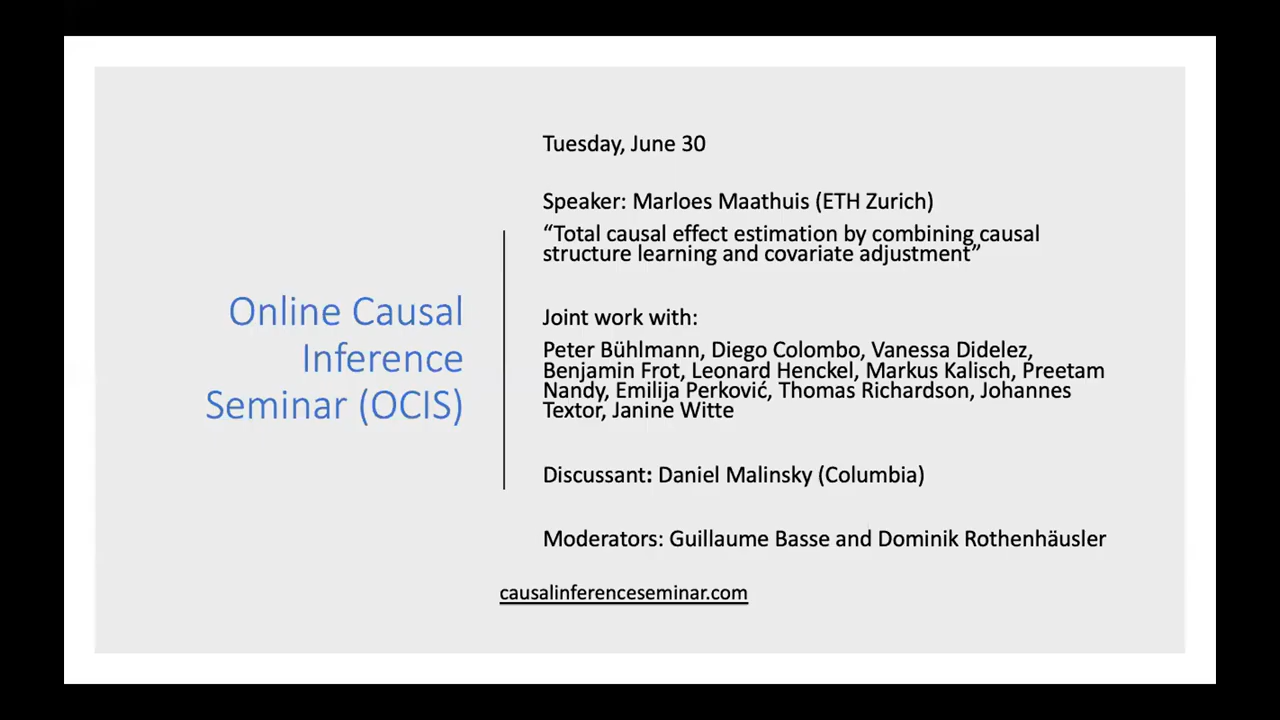 Online Causal
Inference
Seminar (OCIS)
Tuesday, June 30
Speaker: Marloes Maathuis (ETH Zurich)
“Total causal effect estimation by combining causal
structure learning and covariate adjustment”
Joint work with:
Peter Bühlmann, Diego Colombo, Vanessa Didelez,
Benjamin Frot, Leonard Henckel, Markus Kalisch, Preetam
Nandy, Emilija Perković, Thomas Richardson, Johannes
Textor, Janine Witte
Discussant: Daniel Malinsky (Columbia)
Moderators: Guillaume Basse and Dominik Rothenhäusler
causalinferenceseminar.com